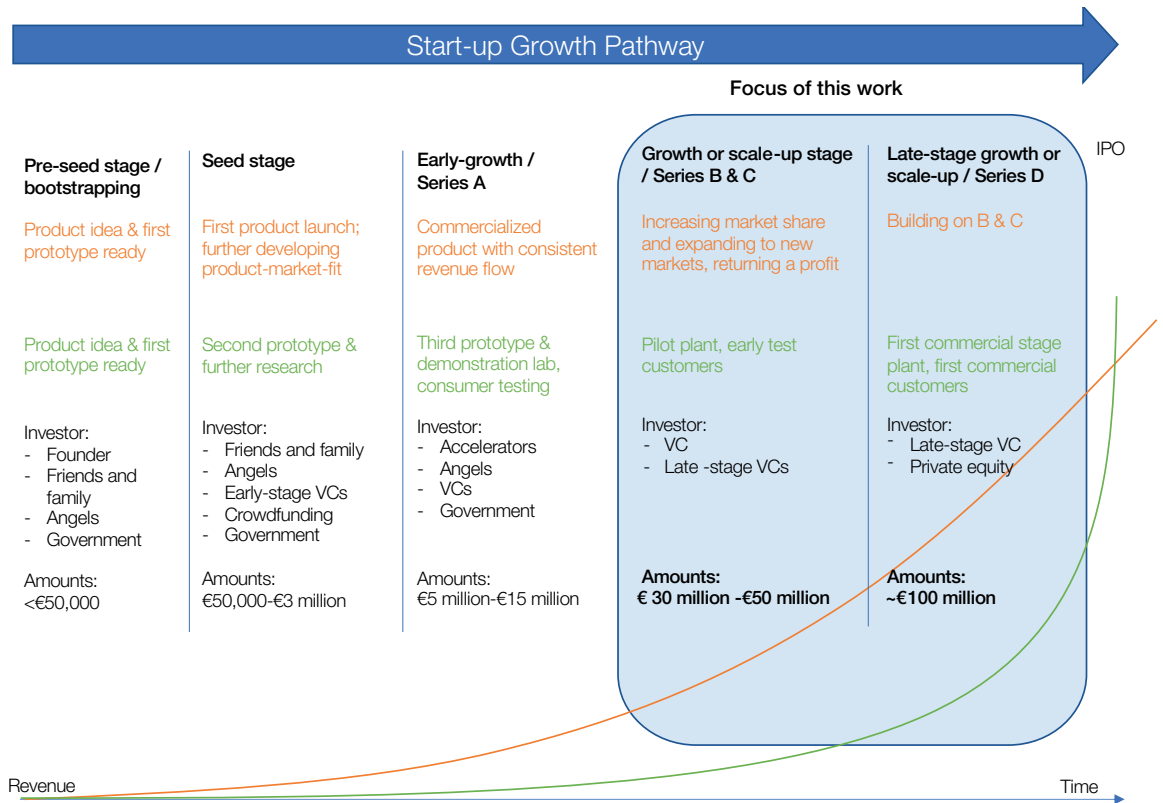 Start-up Growth Pathway
Focus of this work
Pre-seed stage /
bootstrapping
Product idea & first
prototype ready
Product idea & first
prototype ready
Investor:
- Founder
- Friends and
family
- Angels
- Government
Amounts:
<€50,000
Seed stage
First product launch;
further developing
product-market-fit
Second prototype &
further research
Investor:
- Friends and family
- Angels
- Early-stage VCs
- Crowdfunding
- Government
Amounts:
€50,000-€3 million
Early-growth /
Series A
Commercialized
product with consistent
revenue flow
Third prototype &
demonstration lab,
consumer testing
Investor:
- Accelerators
- Angels
- VCs
- Government
Amounts:
€5 million-€15 million
Growth or scale-up stage
/ Series B & C
Increasing market share
and expanding to new
markets, returning a profit
Pilot plant, early test
customers
Investor:
- VC
- Late -stage VCs
Amounts:
€ 30 million -€50 million
Late-stage growth or
scale-up / Series D
Building on B & C
First commercial stage
plant, first commercial
customers
Investor:
- Late-stage VC
- Private equity
Amounts:
~€100 million
IPO
Revenue
Time